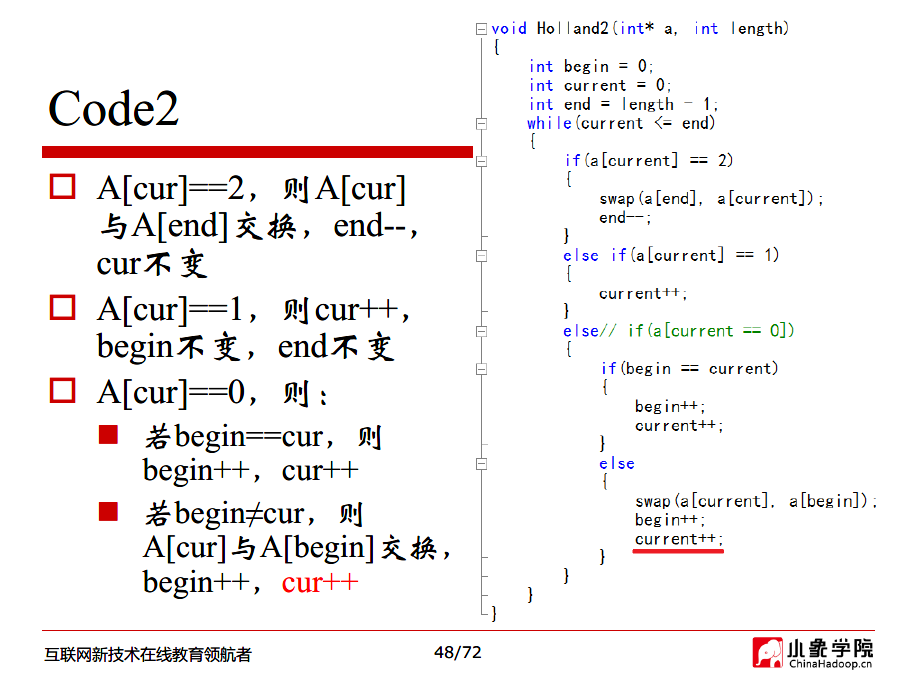 Code2
A[cur]==2，则A[cur]
与A[end]交换，end--，
cur不变
A[cur]==1，则cur++，
begin不变，end不变
A[cur]==0，则：
若begin==cur，则
begin++，cur++
若begin≠cur，则
A[cur]与A[begin]交换，
begin++，cur++
void Holland2(int* a, int length)
{
int begin = 0;
int current = 0;
int end = length - 1;
while(current <= end)
{
if(a[current] == 2)
{
swap(a[end], a[current]);
end--;
}
else if(a[current] == 1)
{
current++;
}
else// if(a[current == 0])
{
if(begin == current)
{
begin++;
current++;
}
else
{
swap(a[current], a[begin]);
begin++;
current++;
}
}
}
}
互联网新技术在线教育领航者
48/72
小象学院
ChinaHadoop.cn